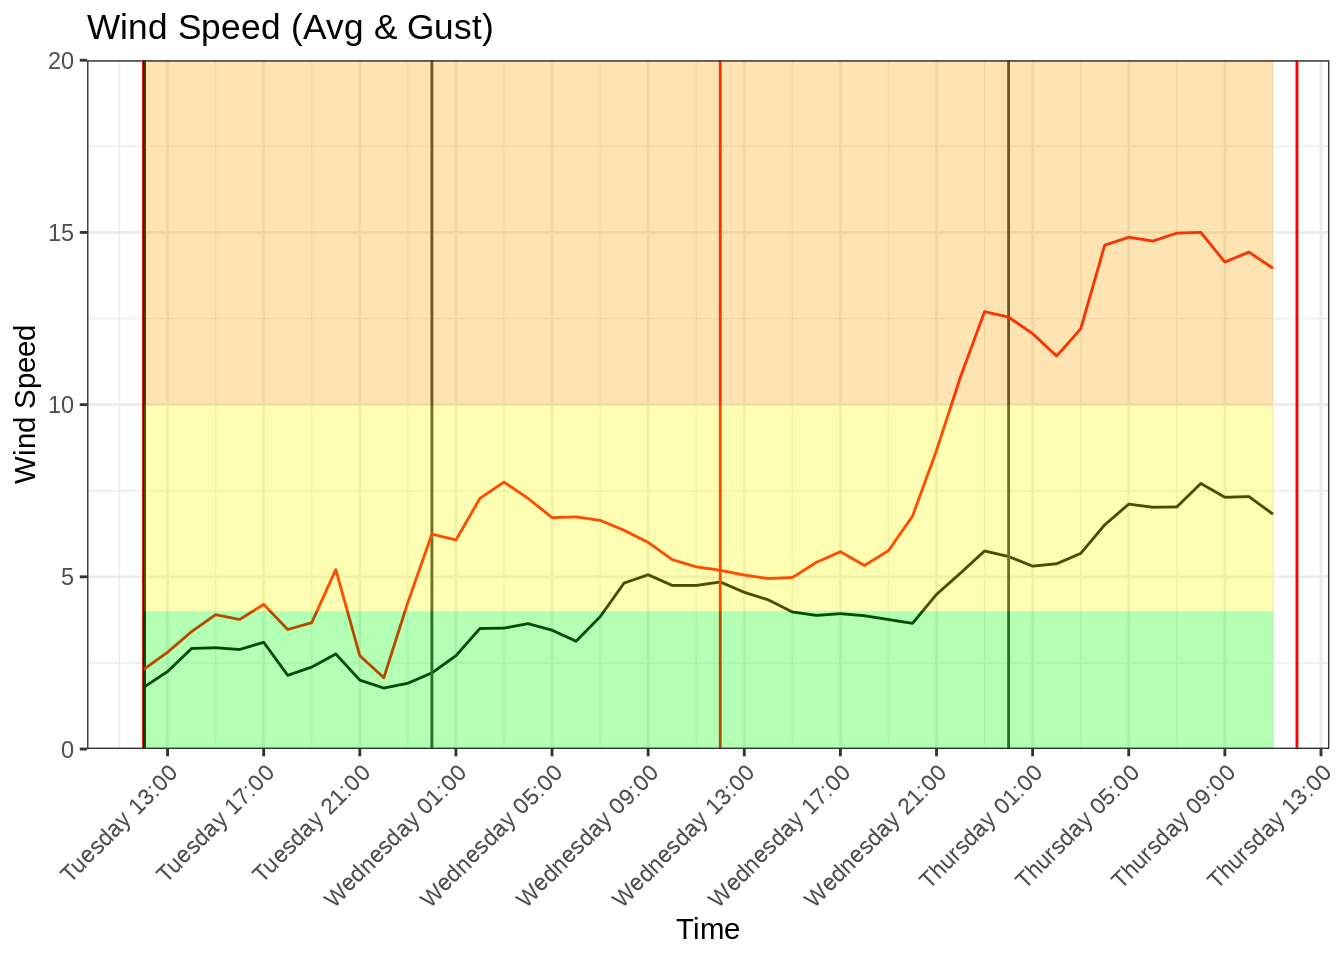 Wind Speed (Avg & Gust)
Wind Speed
20
15
10
5
0
Tuesday 13:00
Tuesday 17:00
Tuesday 21:00
Wednesday 01:00
Wednesday 05:00
Wednesday 09:00
Wednesday 13:00
Wednesday 17:00
Wednesday 21:00
Thursday 01:00
Thursday 05:00
Thursday 09:00
Thursday 13:00
Time